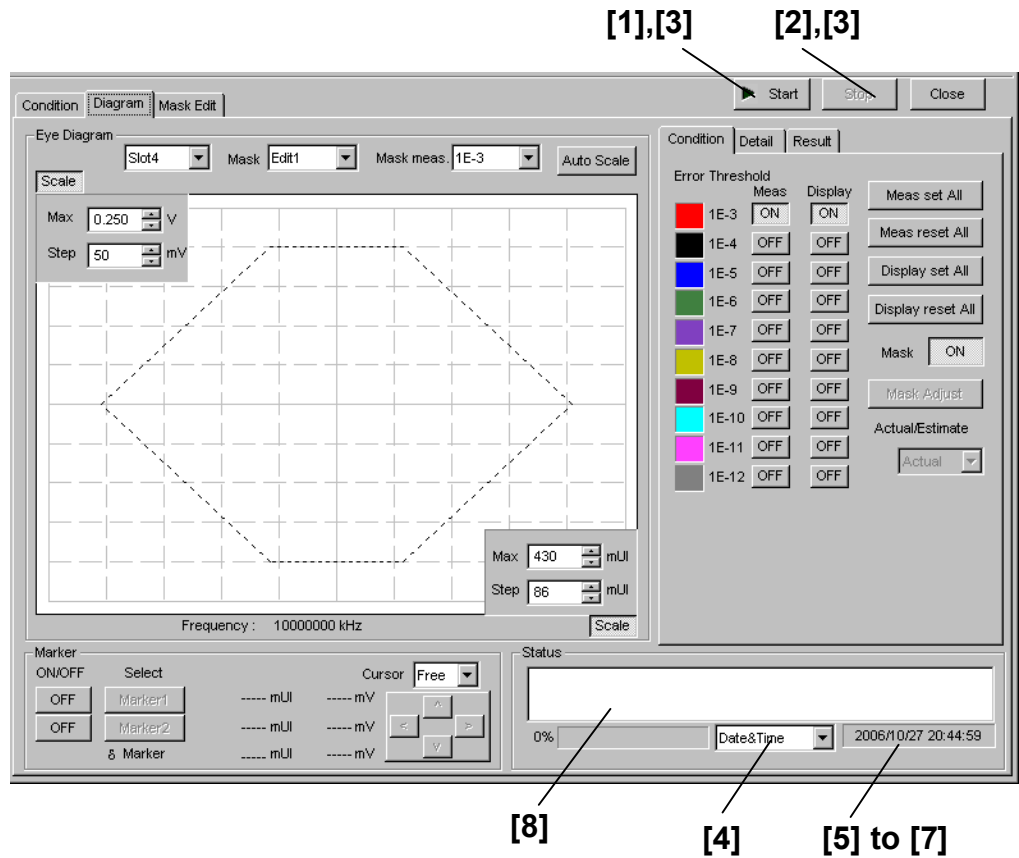 [1],[3] [2],[3]
Start Stop Close
Condition Diagram Mask Edit
Eye Diagram
Slot4 Mask Edit1 Mask meas. 1E-3 Auto Scale
Scale
Max 0.250 V
Step 50 mV
Max 430 mUI
Step 86 mUI
Frequency : 10000000 kHz Scale
Condition Detail Result
Error Threshold
Meas Display
1E-3 ON ON
1E-4 OFF OFF
1E-5 OFF OFF
1E-6 OFF OFF
1E-7 OFF OFF
1E-8 OFF OFF
1E-9 OFF OFF
1E-10 OFF OFF
1E-11 OFF OFF
1E-12 OFF OFF
Meas set All
Meas reset All
Display set All
Display reset All
Mask ON
Mask Adjust
Actual/Estimate
Actual
Marker
ON/OFF Select Cursor Free
OFF Marker1 ----- mUI ----- mV
OFF Marker2 ----- mUI ----- mV
δ Marker ----- mUI ----- mV
^
< >
v
Status
0% Date&Time 2006/10/27 20:44:59
[8] [4] [5] to [7]